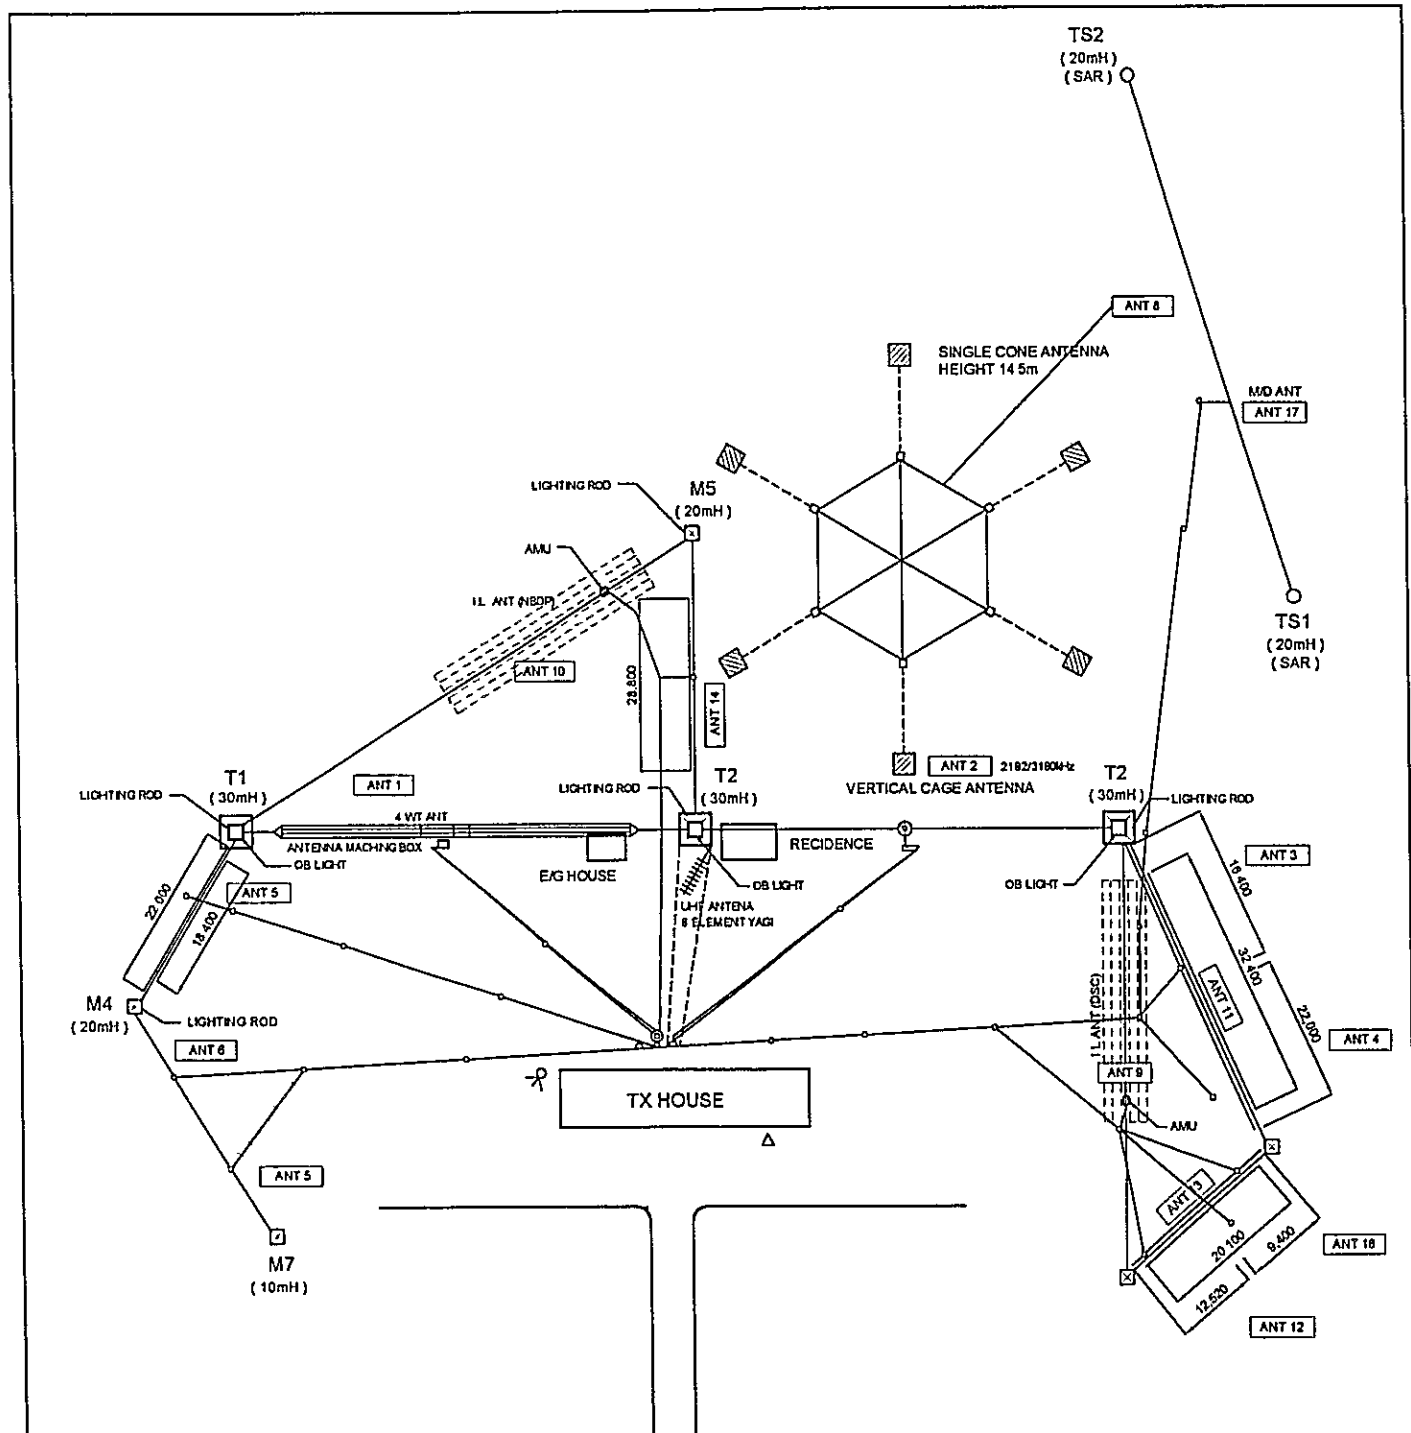 TS2
( 20mH )
( SAR )
ANT 8
SINGLE CONE ANTENNA
HEIGHT 14 5m
M/D ANT
ANT 17
LIGHTING ROD
M5
( 20mH )
AMU
ANT (NBDP)
TS1
( 20mH )
( SAR )
ANT 10
28,800
ANT 14
ANT 2
2182/3180kHz
VERTICAL CAGE ANTENNA
T1
( 30mH )
ANT 1
LIGHTING ROD
T2
( 30mH )
LIGHTING ROD
T2
( 30mH )
LIGHTING ROD
4 WT ANT
ANTENNA MACHING BOX
OB LIGHT
E/G HOUSE
RECIDENCE
OB LIGHT
OB LIGHT
ANT 3
16 400
ANT 5
22 000
18 400
UHF ANTENA
8 ELEMENT YAGI
32 400
ANT 11
22,000
ANT 4
M4
( 20mH )
LIGHTING ROD
ANT 6
ANT (DSC)
ANT 9
AMU
TX HOUSE
ANT 5
M7
( 10mH )
20 100
9,400
12,520
ANT 12